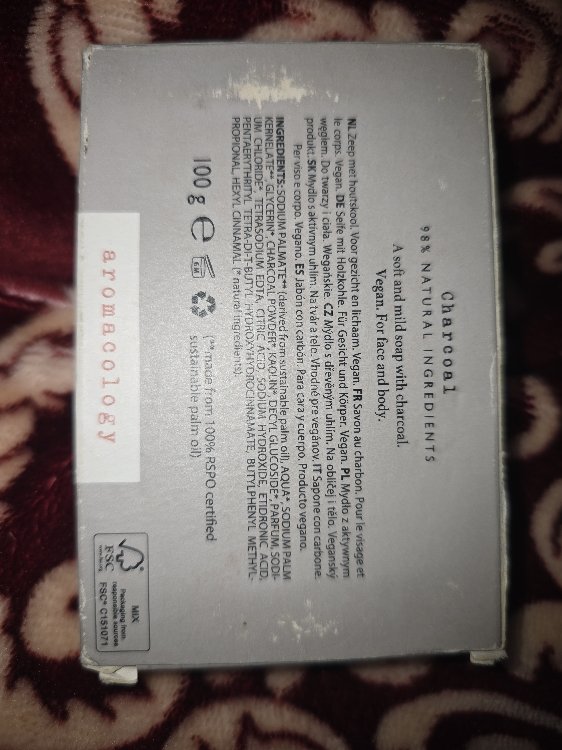 Charcoal
98% NATURAL INGREDIENTS
A soft and mild soap with charcoal.
Vegan. For face and body.
NL Zeep met houtskool. Voor gezicht en lichaam. Vegan. FR Savon au charbon. Pour le visage et
le corps. Vegan. DE Seife mit Holzkohle. Für Gesicht und Körper. Vegan. PL Mydło z aktywnym
węglem. Do twarzy i ciała. Wegańskie. CZ Mýdlo s dřevěným uhlím. Na obličej i tělo. Veganský
produkt. SK Mydlo s aktívnym uhlím. Na tvár a telo. Vhodné pre vegánov. IT Sapone con carbone.
Per viso e corpo. Vegano. ES Jabón con carbón. Para cara y cuerpo. Producto vegano.
INGREDIENTS: SODIUM PALMATE** (derived from sustainable palm oil), AQUA*, SODIUM PALM
KERNELATE**, GLYCERIN*, CHARCOAL POWDER*, KAOLIN*, DECYL GLUCOSIDE*, PARFUM, SODI-
UM CHLORIDE*, TETRASODIUM EDTA, CITRIC ACID, SODIUM HYDROXIDE, ETIDRONIC ACID,
PENTAERYTHRITYL TETRA-DI-T-BUTYL HYDROXYHYDROCINNAMATE, BUTYLPHENYL METHYL-
PROPIONAL, HEXYL CINNAMAL (* natural ingredients)
100 g e
(**made from 100% RSPO certified
sustainable palm oil)
aromacology
FSC
MIX
Packaging from
responsible sources
FSC® C151071